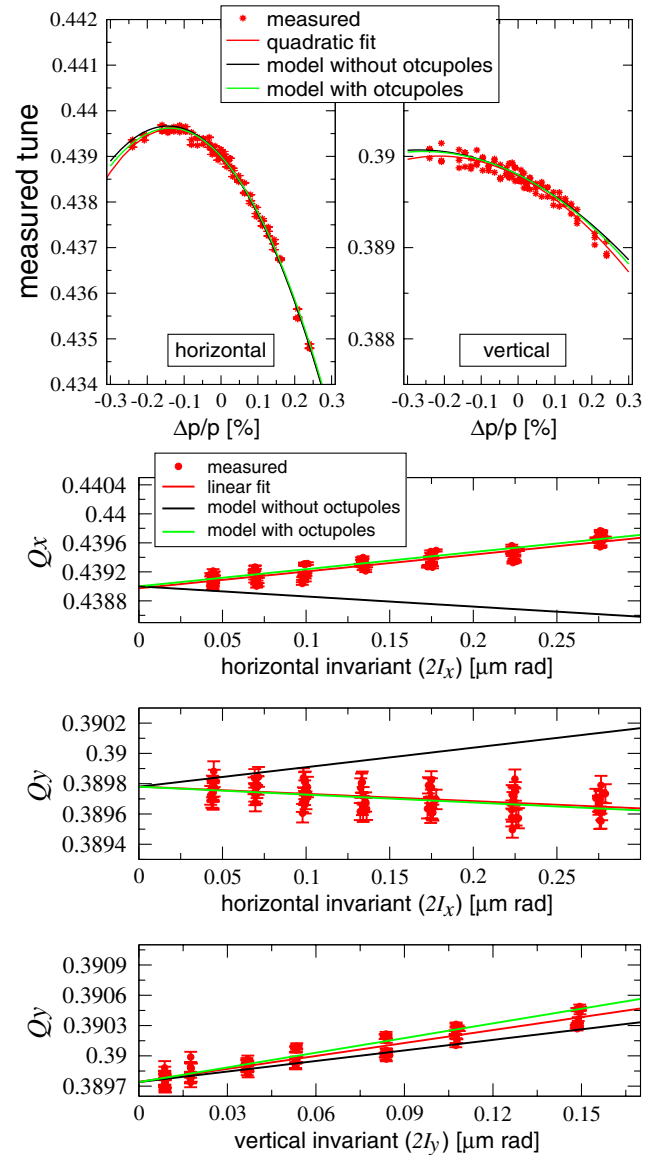 measured
quadratic fit
model without otcupoles
model with otcupoles
measured tune
0.442
0.441
0.44
0.439
0.438
0.437
0.436
0.435
0.434
0.39
0.389
0.388
horizontal
vertical
-0.3 -0.2 -0.1 0 0.1 0.2 0.3
-0.3 -0.2 -0.1 0 0.1 0.2 0.3
Δp/p [%]
Δp/p [%]
measured
linear fit
model without octupoles
model with octupoles
Qx
0.4404
0.44
0.4396
0.4392
0.4388
0 0.05 0.1 0.15 0.2 0.25
horizontal invariant (2Ix) [μm rad]
Qy
0.3902
0.39
0.3898
0.3896
0.3894
0 0.05 0.1 0.15 0.2 0.25
horizontal invariant (2Ix) [μm rad]
Qy
0.3909
0.3906
0.3903
0.39
0.3897
0 0.03 0.06 0.09 0.12 0.15
vertical invariant (2Iy) [μm rad]